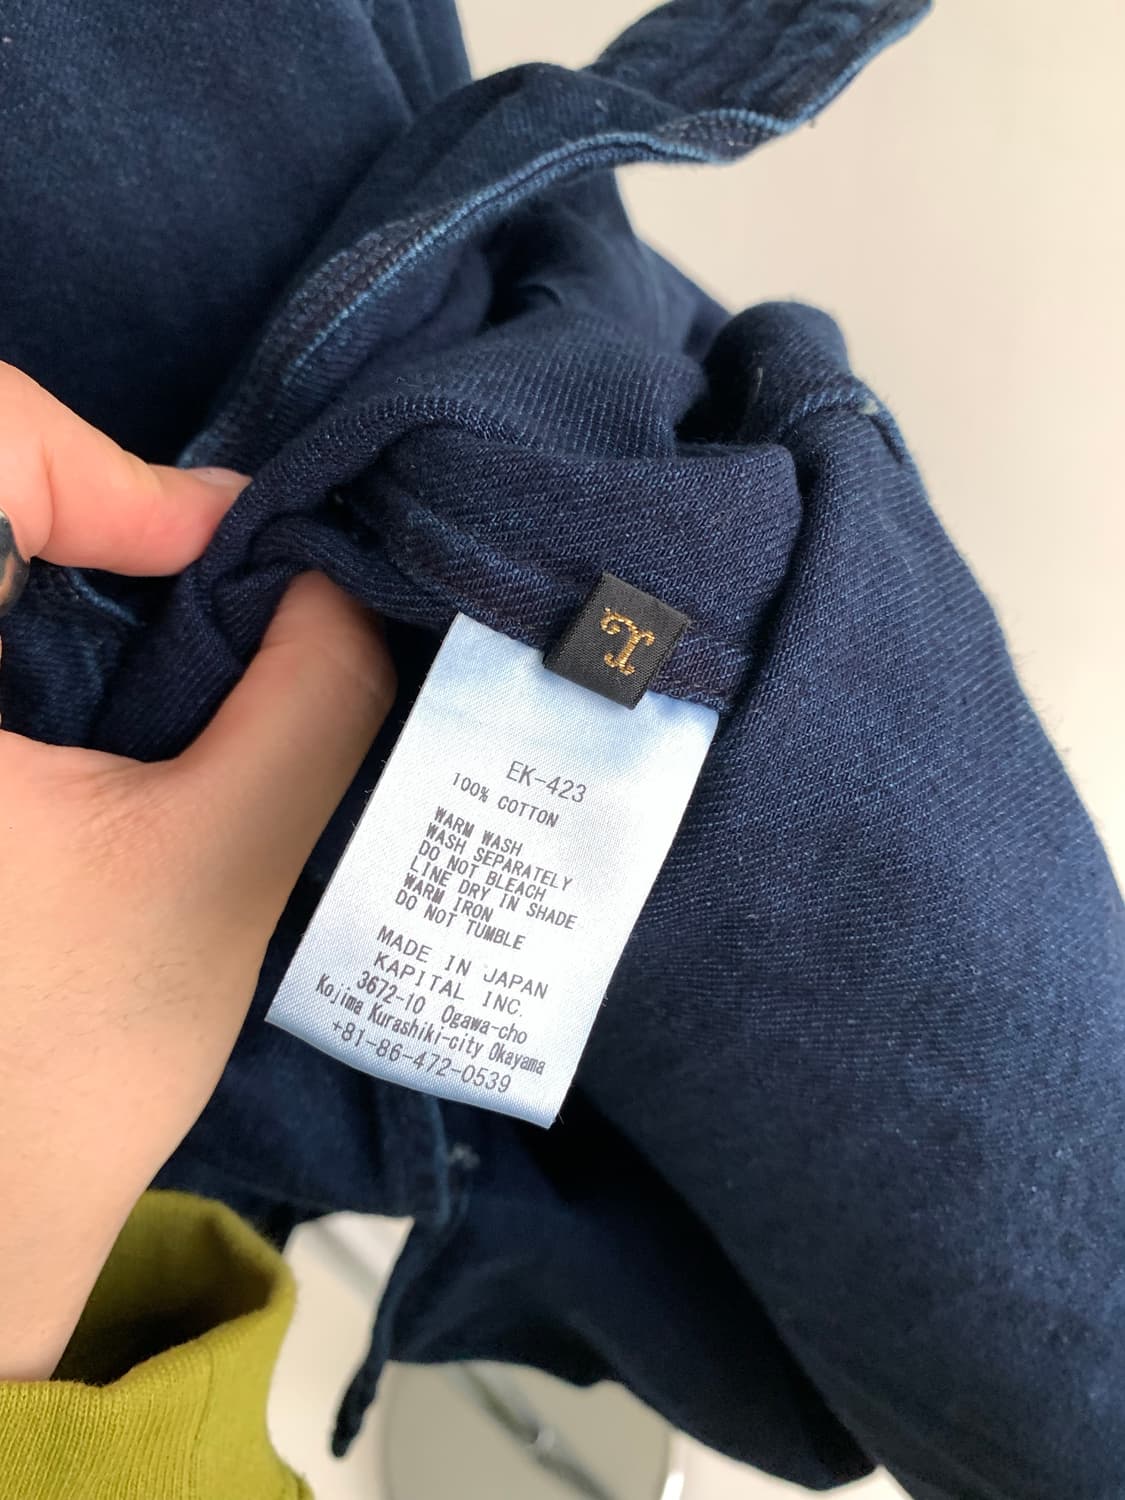 L
EK-423
100% COTTON
WARM WASH
WASH SEPARATELY
DO NOT BLEACH
LINE DRY IN SHADE
WARM IRON
DO NOT TUMBLE
MADE IN JAPAN
KAPITAL INC.
3672-10 Ogawa-cho
Kojima Kurashiki-city Okayama
+81-86-472-0539